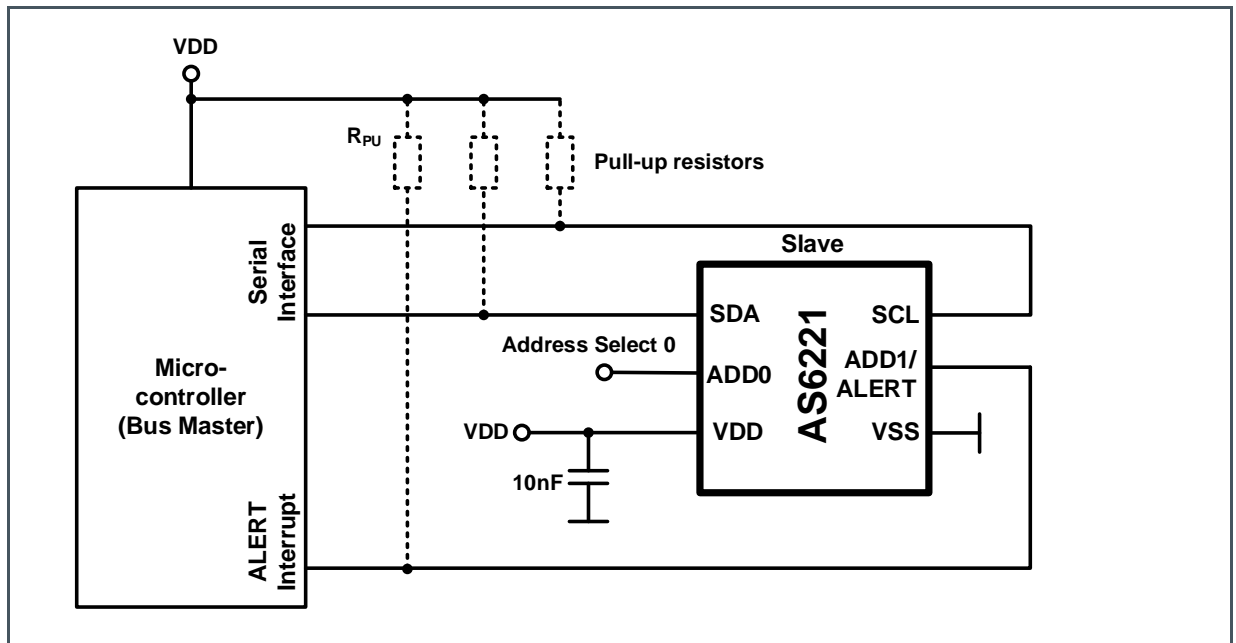 VDD
RPU
Pull-up resistors
Serial
Interface
Slave
SDA
SCL
Address Select 0
ADD0
ADD1/
ALERT
AS6221
Micro-
controller
(Bus Master)
VDD
VDD
VSS
10nF
ALERT
Interrupt